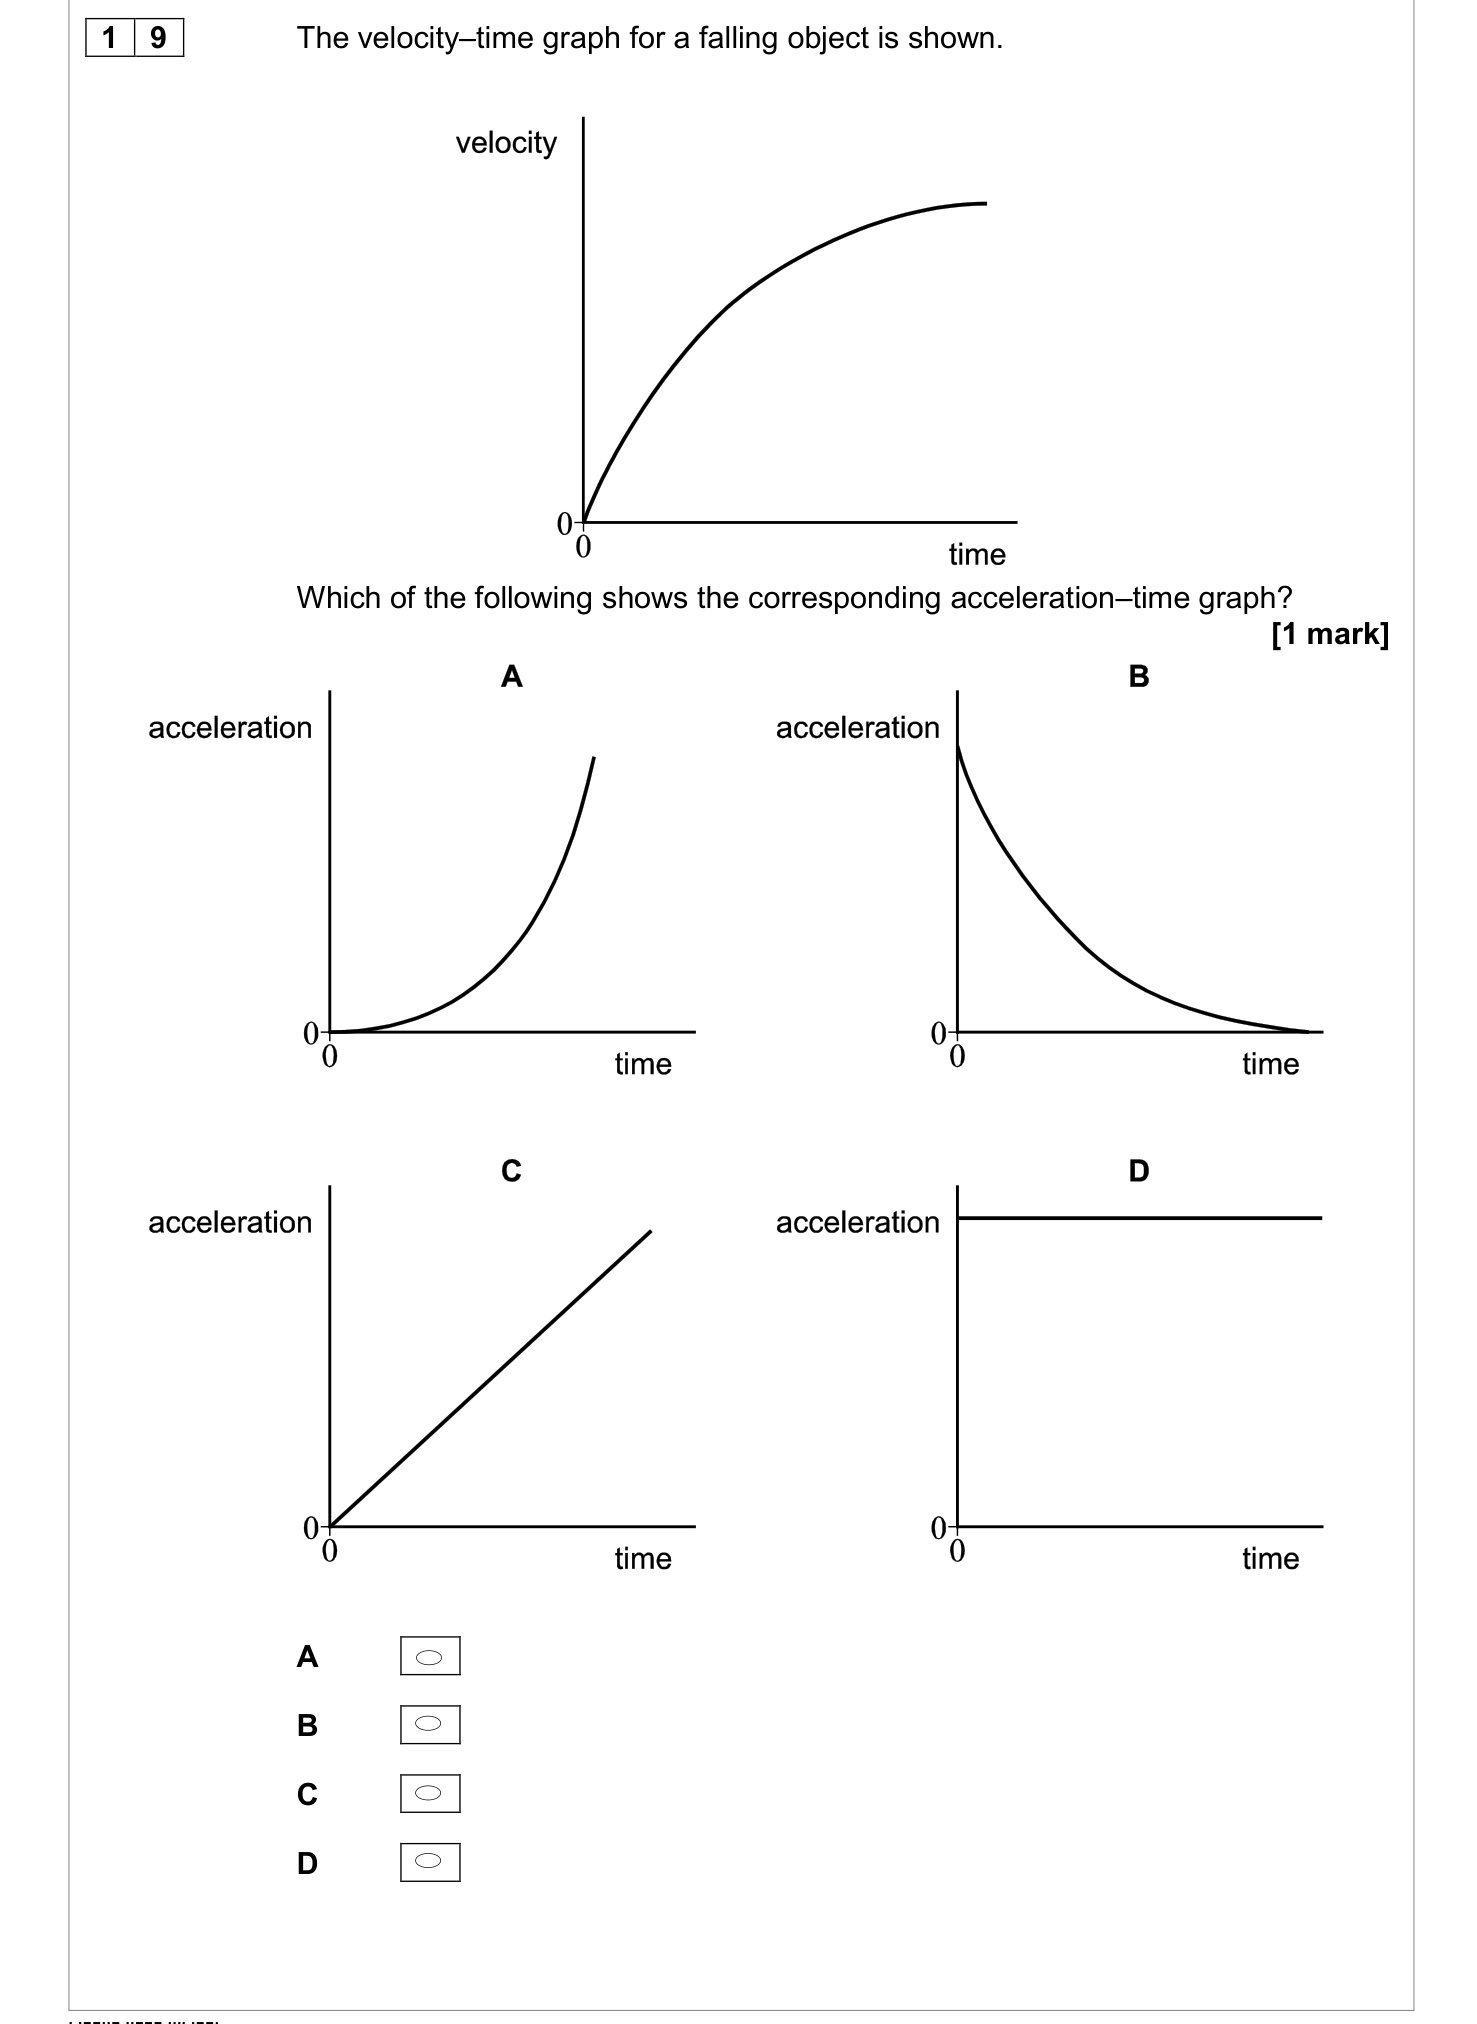 1 9 The velocity–time graph for a falling object is shown.
velocity
0
0
time
Which of the following shows the corresponding acceleration–time graph?
[1 mark]
A B
acceleration acceleration
0 0
0 0
time time
C D
acceleration acceleration
0 0
0 0
time time
A
B
C
D